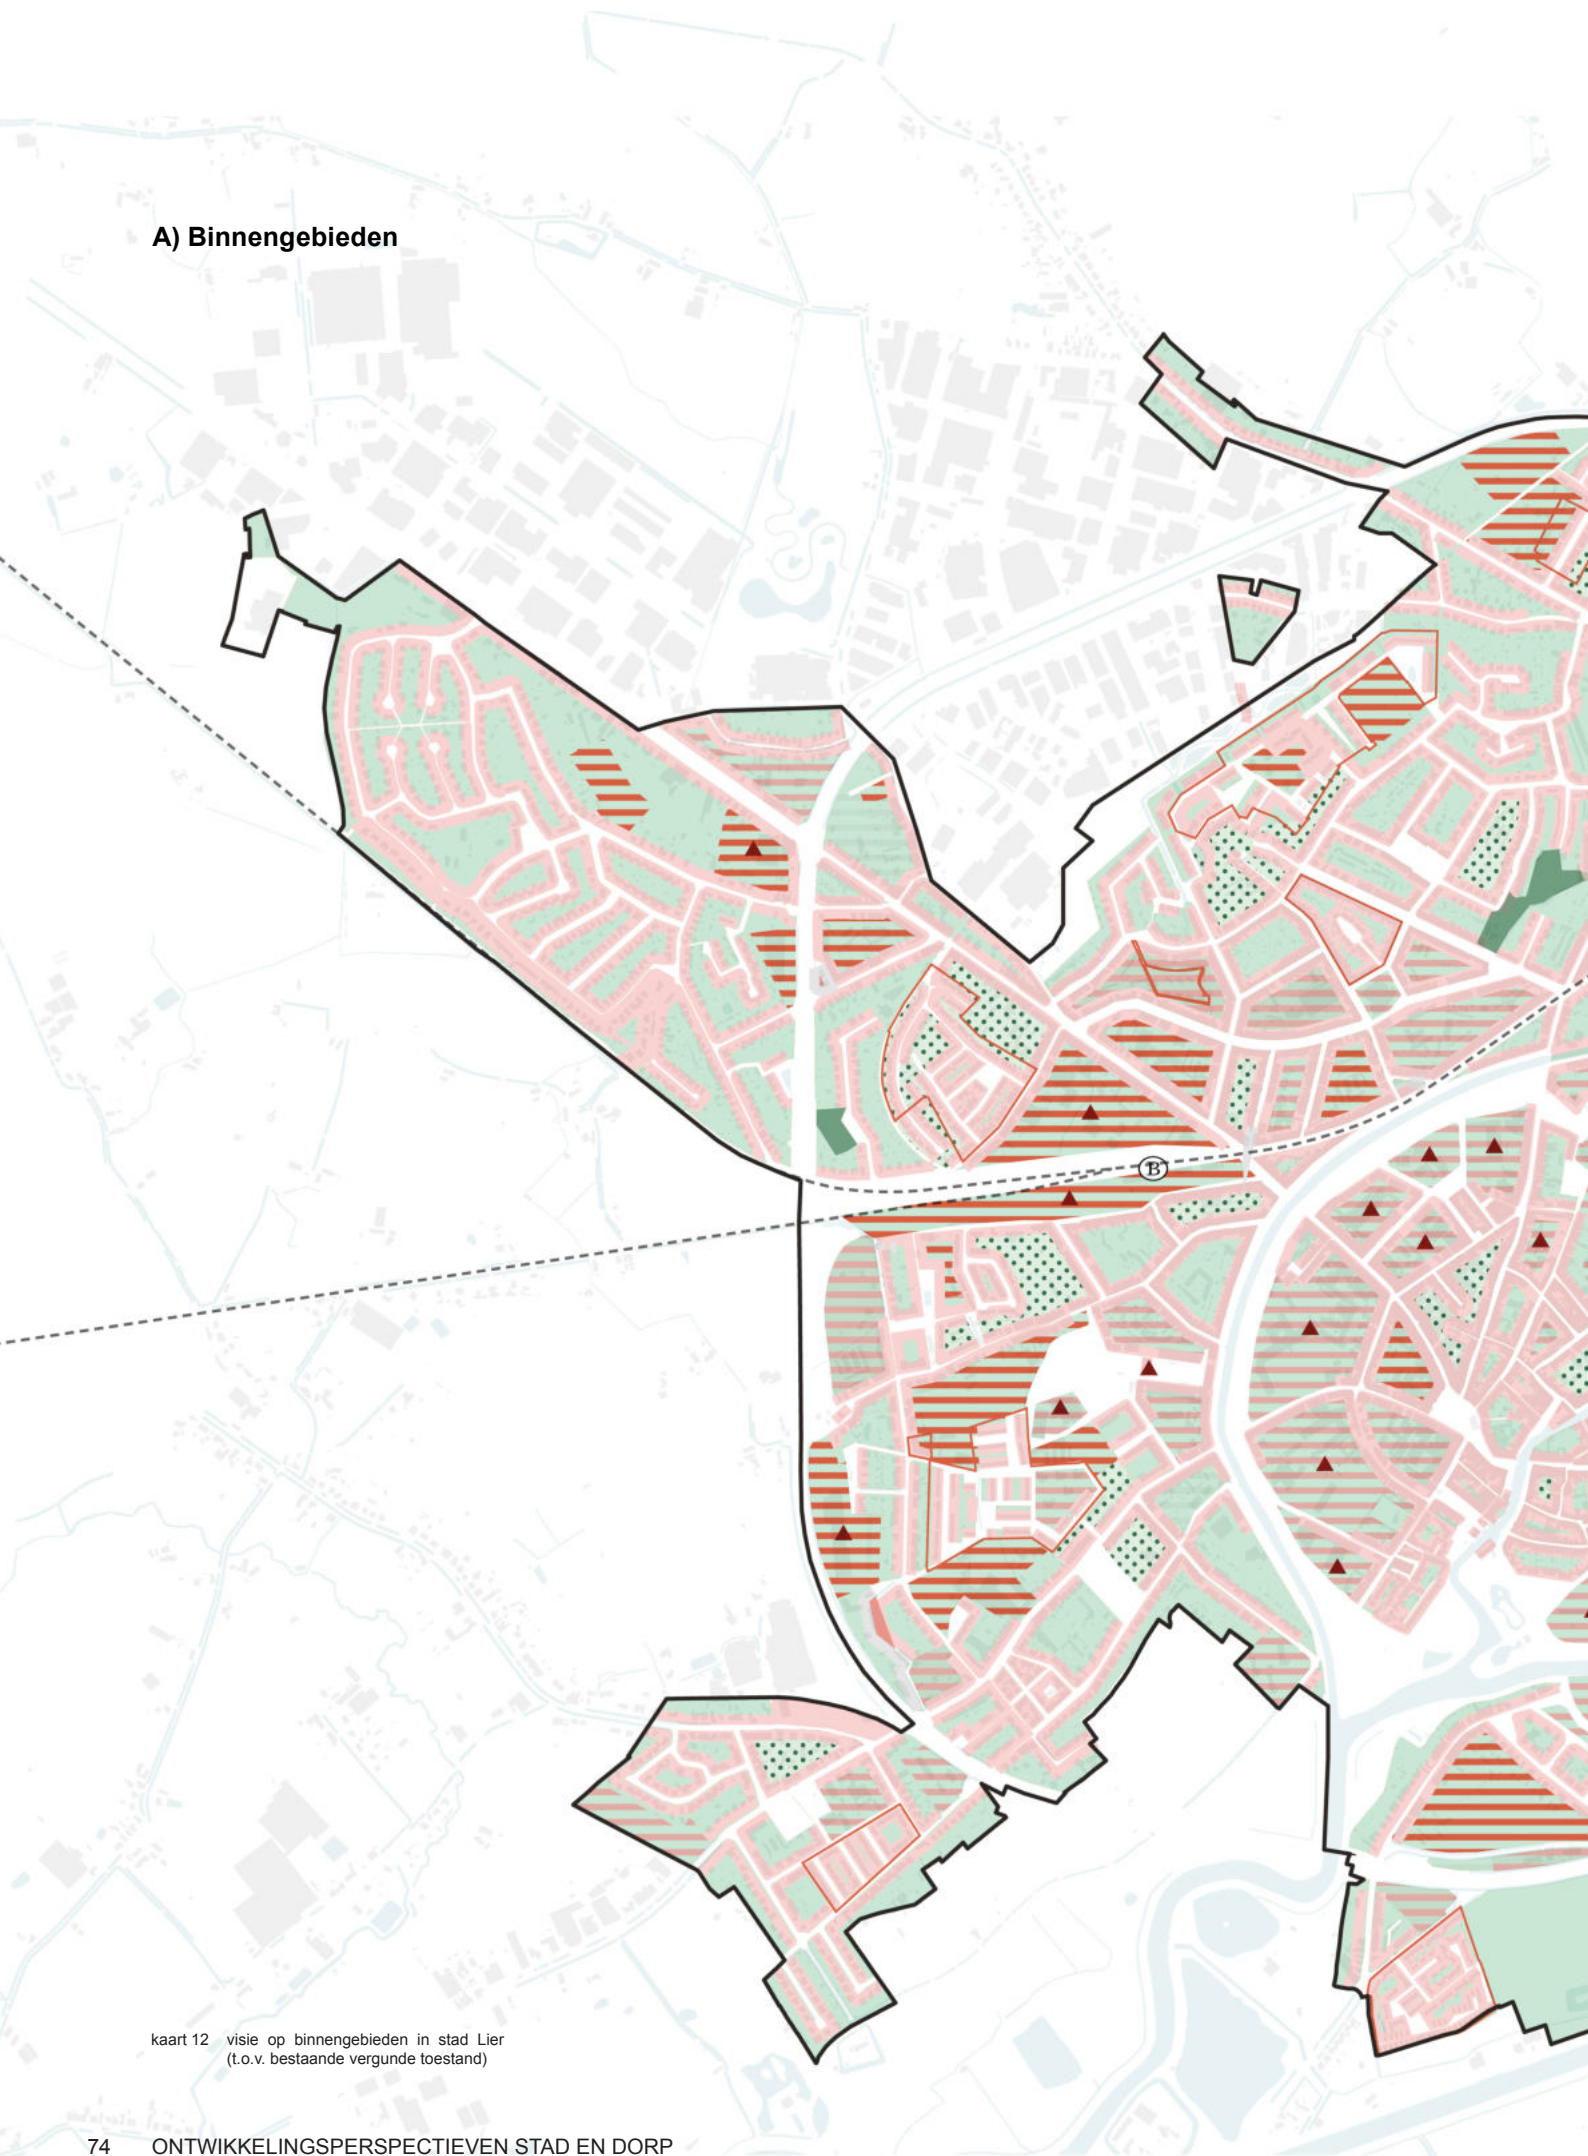 A) Binnengebieden
B
kaart 12 visie op binnengebieden in stad Lier
(t.o.v. bestaande vergunde toestand)
74 ONTWIKKELINGSPERSPECTIEVEN STAD EN DORP